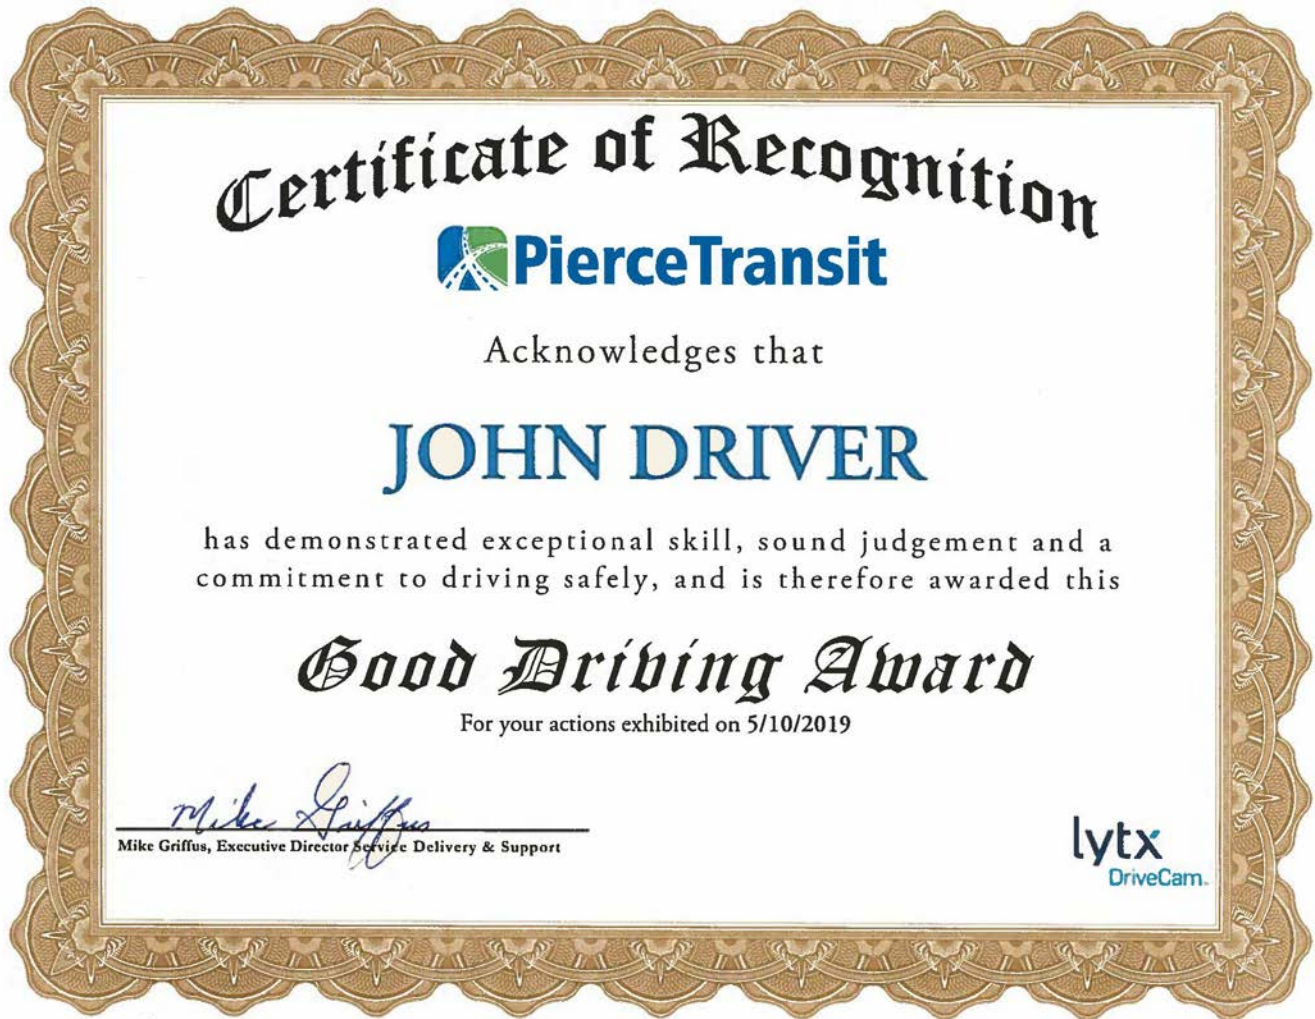 Certificate of Recognition
PierceTransit
Acknowledges that
JOHN DRIVER
has demonstrated exceptional skill, sound judgement and a
commitment to driving safely, and is therefore awarded this
Good Driving Award
For your actions exhibited on 5/10/2019
Mike Griffus
Mike Griffus, Executive Director Service Delivery & Support
lytx
DriveCam™